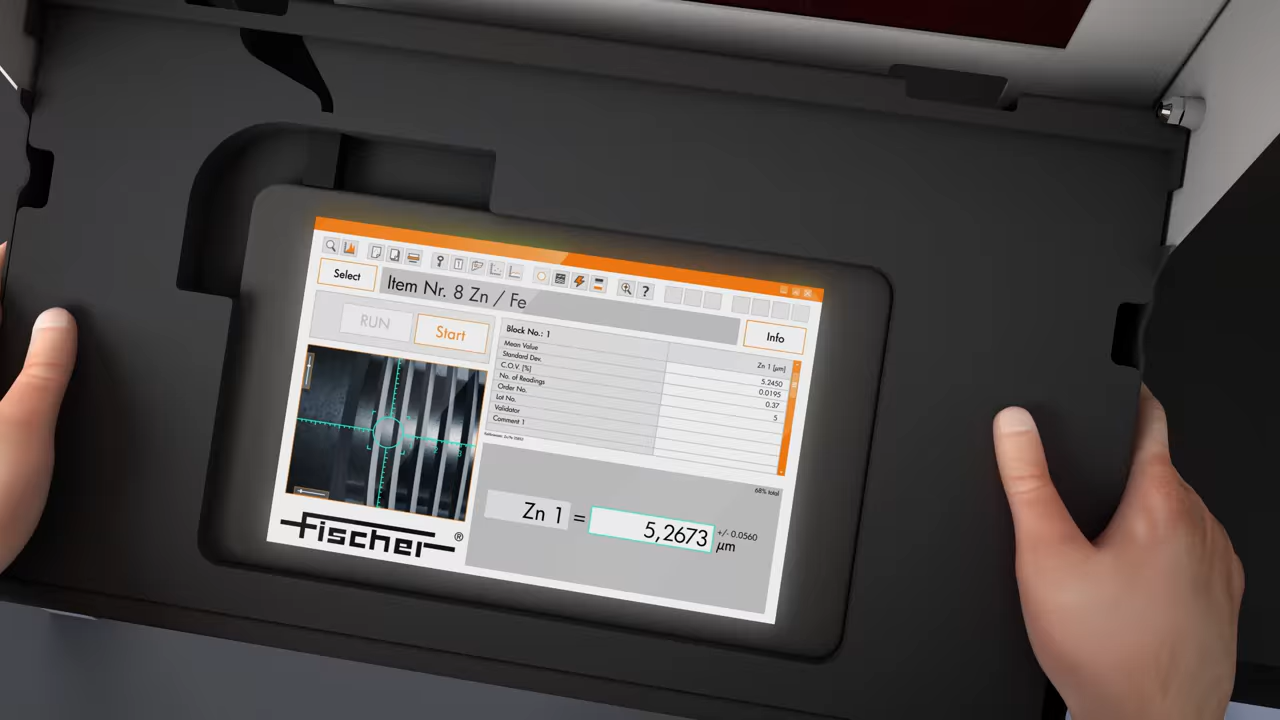 Select
Item Nr. 8 Zn / Fe
Info
RUN
Start
Block No.: 1
Zn 1 [µm]
Mean Value 5.2450
Standard Dev. 0.0195
C.O.V. [%] 0.37
No. of Readings 5
Order No.
Lot No.
Validator
Comment 1
68% total
Zn 1 = 5,2673 +/- 0.0560
µm
fischer®